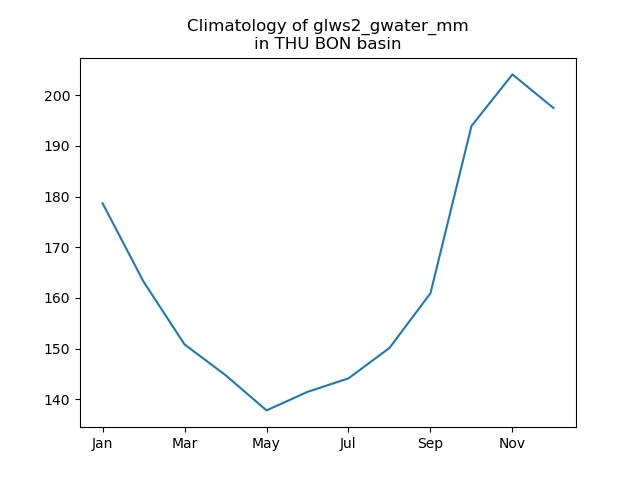 Climatology of glws2_gwater_mm
in THU BON basin
200
190
180
170
160
150
140
Jan
Mar
May
Jul
Sep
Nov